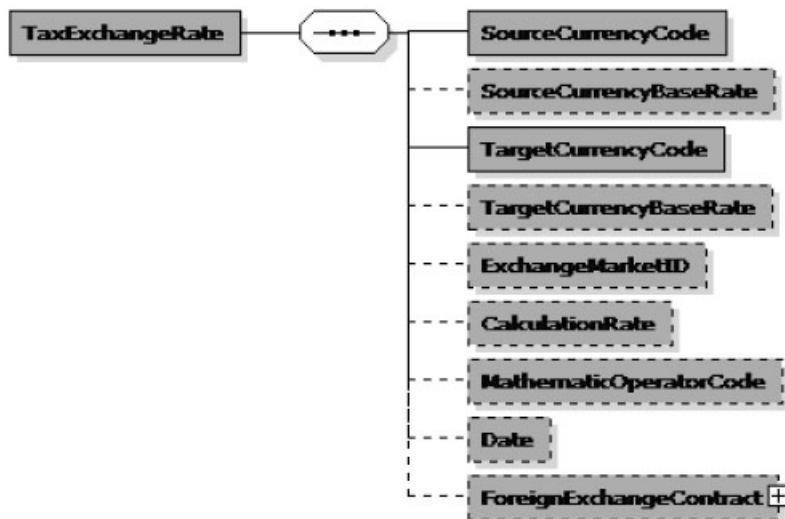 TaxExchangeRate
SourceCurrencyCode
SourceCurrencyBaseRate
TargetCurrencyCode
TargetCurrencyBaseRate
ExchangeMarketID
CalculationRate
MathematicOperatorCode
Date
ForeignExchangeContract